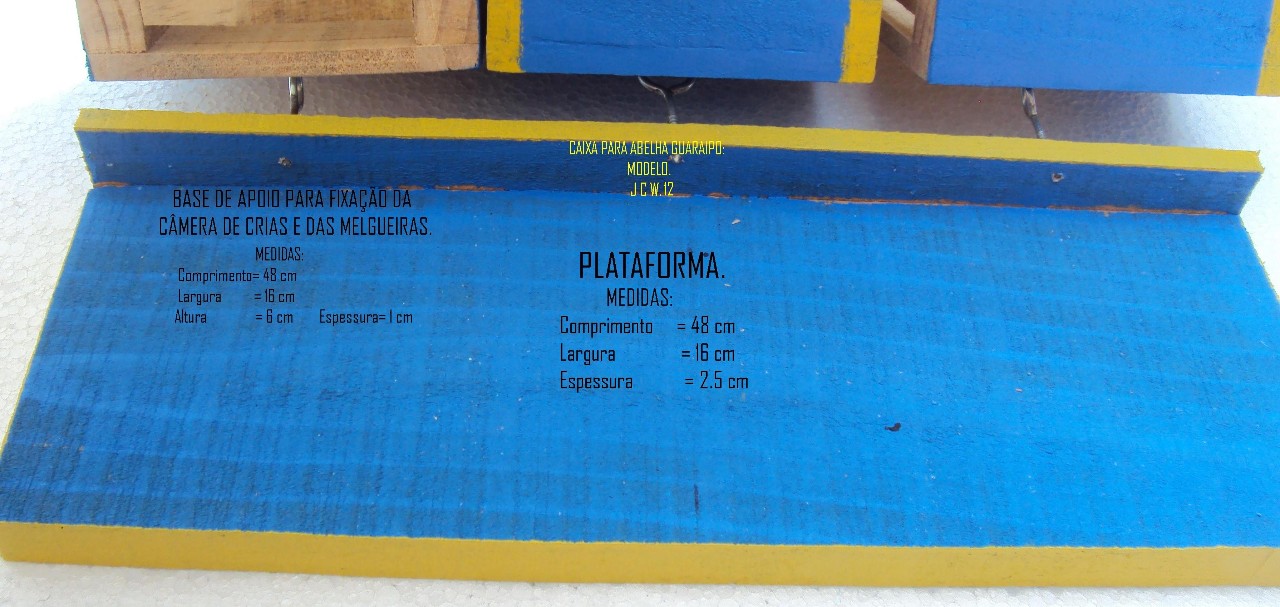 CAIXA PARA ABELHA GUARAIPO:
MODELO.
J C W.12
BASE DE APOIO PARA FIXAÇÃO DA
CÂMERA DE CRIAS E DAS MELGUEIRAS.
MEDIDAS:
Comprimento= 48 cm
Largura = 16 cm
Altura = 6 cm Espessura= 1 cm
PLATAFORMA.
MEDIDAS:
Comprimento = 48 cm
Largura = 16 cm
Espessura = 2.5 cm